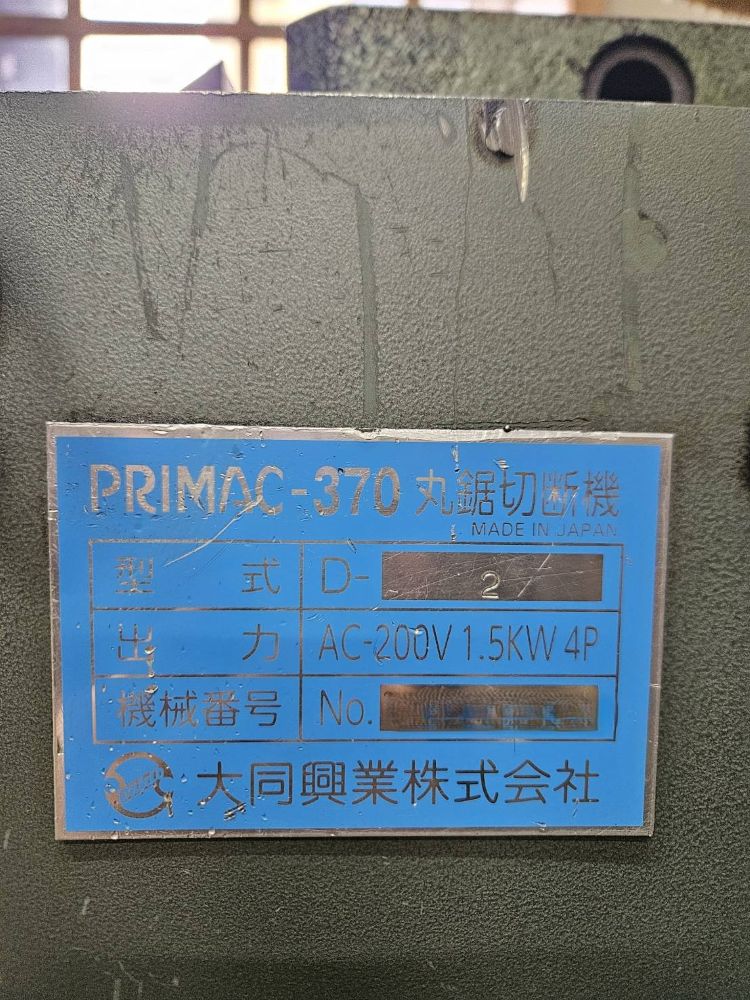 PRIMAC-370 丸鋸切断機
MADE IN JAPAN
型 式 D- 2
出 力 AC-200V 1.5KW 4P
機械番号 No.
大同興業株式会社